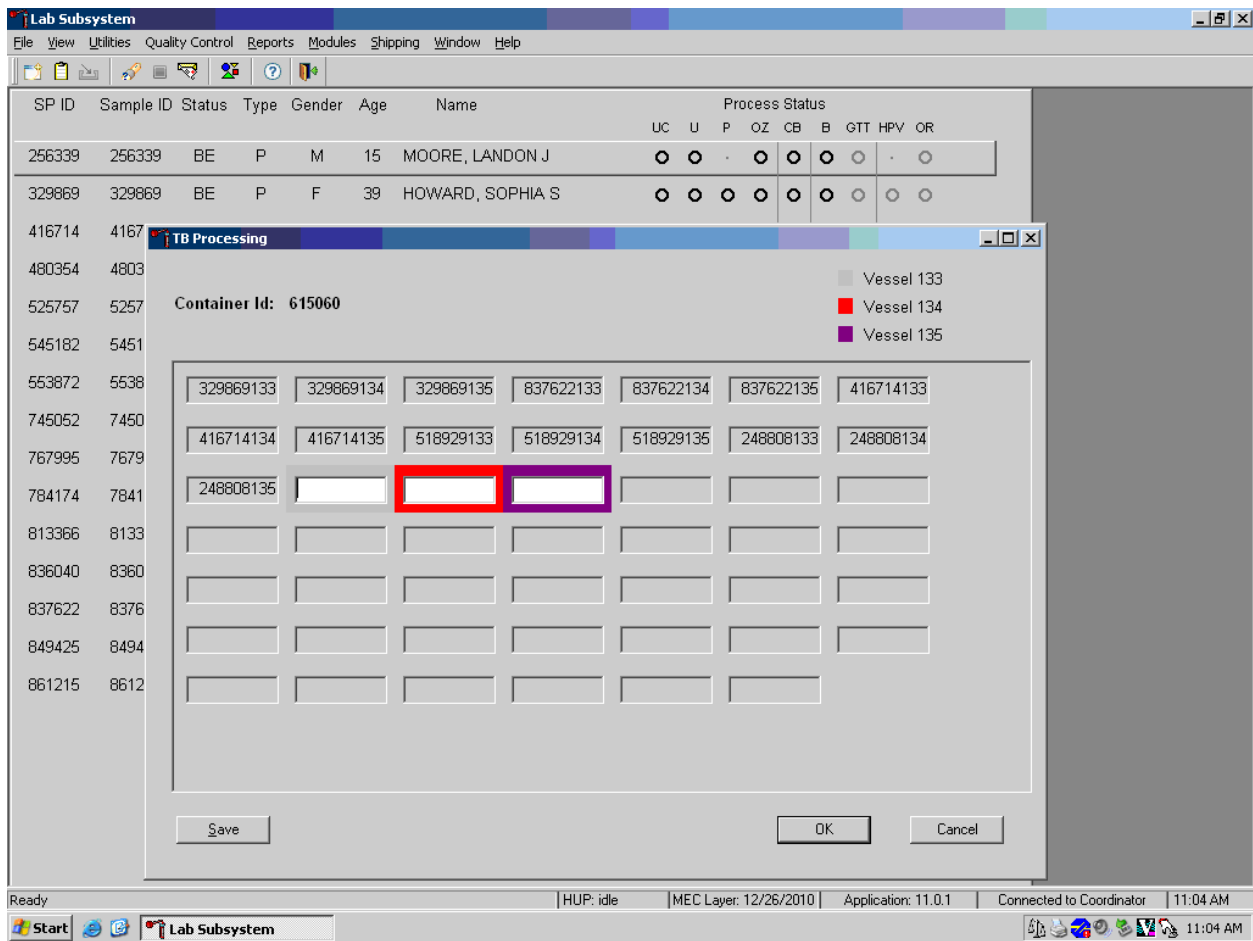 Lab Subsystem
File View Utilities Quality Control Reports Modules Shipping Window Help
SP ID Sample ID Status Type Gender Age Name Process Status
UC U P OZ CB B GTT HPV OR
256339 256339 BE P M 15 MOORE, LANDON J
329869 329869 BE P F 39 HOWARD, SOPHIA S
416714 4167
TB Processing
480354 4803
Vessel 133
525757 5257
Container Id: 615060
Vessel 134
545182 5451
Vessel 135
553872 5538
329869133 329869134 329869135 837622133 837622134 837622135 416714133
745052 7450
416714134 416714135 518929133 518929134 518929135 248808133 248808134
767995 7679
784174 7841
248808135
813366 8133
836040 8360
837622 8376
849425 8494
861215 8612
Save OK Cancel
Ready HUP: idle MEC Layer: 12/26/2010 Application: 11.0.1 Connected to Coordinator 11:04 AM
Start Lab Subsystem 11:04 AM